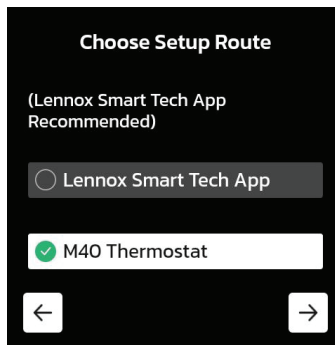 Choose Setup Route
(Lennox Smart Tech App
Recommended)
Lennox Smart Tech App
M40 Thermostat